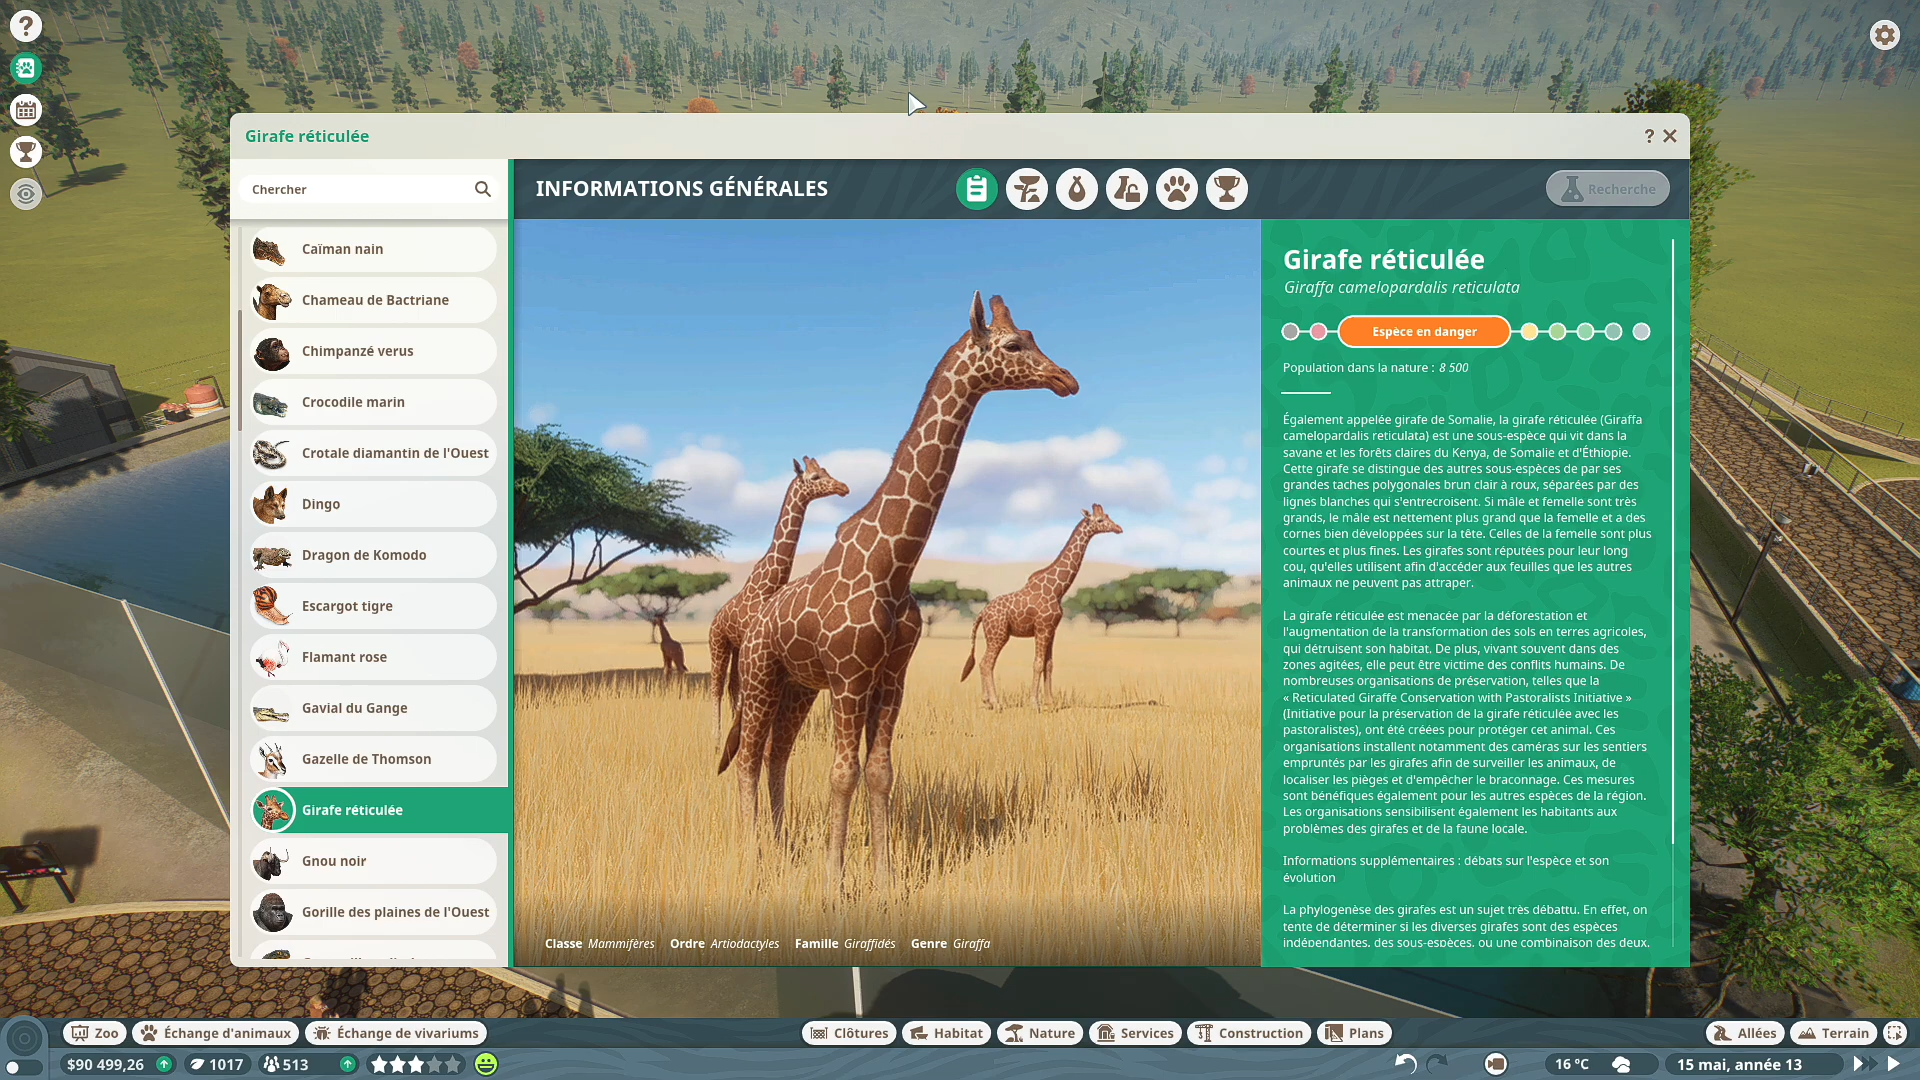 Girafe réticulée
?
Chercher
INFORMATIONS GÉNÉRALES
Recherche
Caïman nain
Chameau de Bactriane
Chimpanzé verus
Crocodile marin
Crotale diamantin de l'Ouest
Dingo
Dragon de Komodo
Escargot tigre
Flamant rose
Gavial du Gange
Gazelle de Thomson
Girafe réticulée
Gnou noir
Gorille des plaines de l'Ouest
Classe Mammifères Ordre Artiodactyles Famille Giraffidés Genre Giraffa
Girafe réticulée
Giraffa camelopardalis reticulata
Espèce en danger
Population dans la nature : 8 500
Également appelée girafe de Somalie, la girafe réticulée (Giraffa
camelopardalis reticulata) est une sous-espèce qui vit dans la
savane et les forêts claires du Kenya, de Somalie et d'Éthiopie.
Cette girafe se distingue des autres sous-espèces de par ses
grandes taches polygonales brun clair à roux, séparées par des
lignes blanches qui s'entrecroisent. Si mâle et femelle sont très
grands, le mâle est nettement plus grand que la femelle et a des
cornes bien développées sur la tête. Celles de la femelle sont plus
courtes et plus fines. Les girafes sont réputées pour leur long
cou, qu'elles utilisent afin d'accéder aux feuilles que les autres
animaux ne peuvent pas attraper.
La girafe réticulée est menacée par la déforestation et
l'augmentation de la transformation des sols en terres agricoles,
qui détruisent son habitat. De plus, vivant souvent dans des
zones agitées, elle peut être victime des conflits humains. De
nombreuses organisations de préservation, telles que la
« Reticulated Giraffe Conservation with Pastoralists Initiative »
(Initiative pour la préservation de la girafe réticulée avec les
pastoralistes), ont été créées pour protéger cet animal. Ces
organisations installent notamment des caméras sur les sentiers
empruntés par les girafes afin de surveiller les animaux, de
localiser les pièges et d'empêcher le braconnage. Ces mesures
sont bénéfiques également pour les autres espèces de la région.
Les organisations sensibilisent également les habitants aux
problèmes des girafes et de la faune locale.
Informations supplémentaires : débats sur l'espèce et son
évolution
La phylogenèse des girafes est un sujet très débattu. En effet, on
tente de déterminer si les diverses girafes sont des espèces
indépendantes, des sous-espèces, ou une combinaison des deux.
Zoo Échange d'animaux Échange de vivariums Clôtures Habitat Nature Services Construction Plans Allées Terrain
$90 499,26 1017 513 16 °C 15 mai, année 13